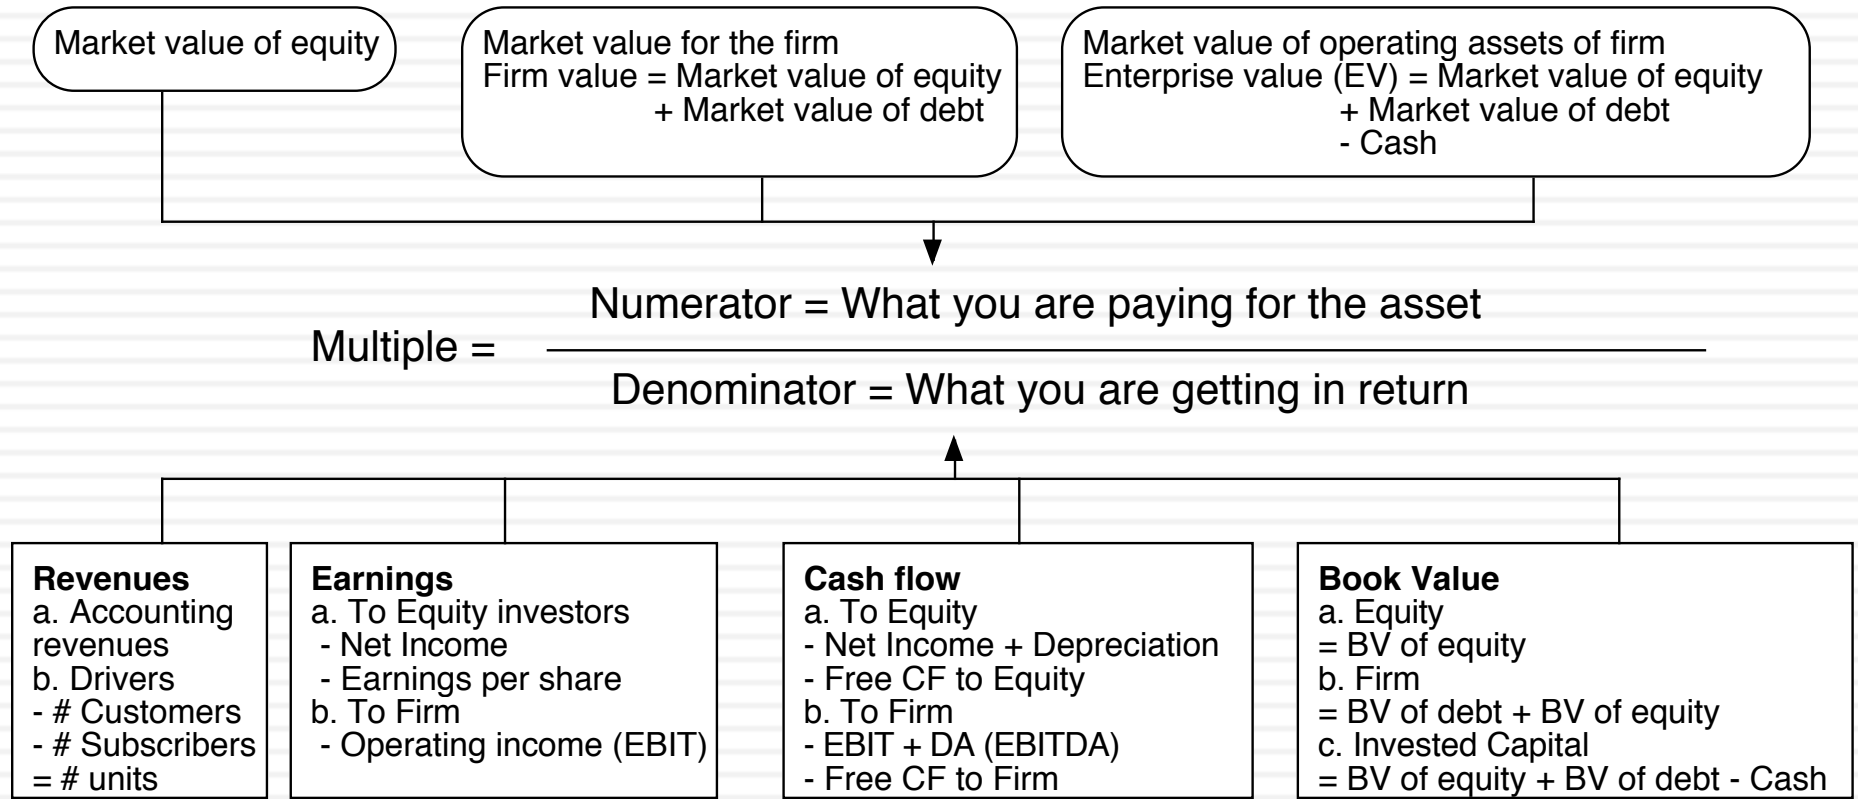 Market value of equity
Market value for the firm
Firm value = Market value of equity
+ Market value of debt
Market value of operating assets of firm
Enterprise value (EV) = Market value of equity
+ Market value of debt
- Cash
Numerator = What you are paying for the asset
Multiple =
Denominator = What you are getting in return
Revenues
a. Accounting
revenues
b. Drivers
- # Customers
- # Subscribers
= # units
Earnings
a. To Equity investors
- Net Income
- Earnings per share
b. To Firm
- Operating income (EBIT)
Cash flow
a. To Equity
- Net Income + Depreciation
- Free CF to Equity
b. To Firm
- EBIT + DA (EBITDA)
- Free CF to Firm
Book Value
a. Equity
= BV of equity
b. Firm
= BV of debt + BV of equity
c. Invested Capital
= BV of equity + BV of debt - Cash